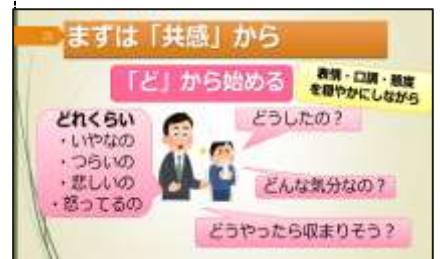 まずは「共感」から
「ど」から始める
表情・口調・態度
を穏やかにしながら
どれくらい
・いやなの
・つらいの
・悲しいの
・怒ってるの
どうしたの？
どんな気分なの？
どうやったら収まりそう？